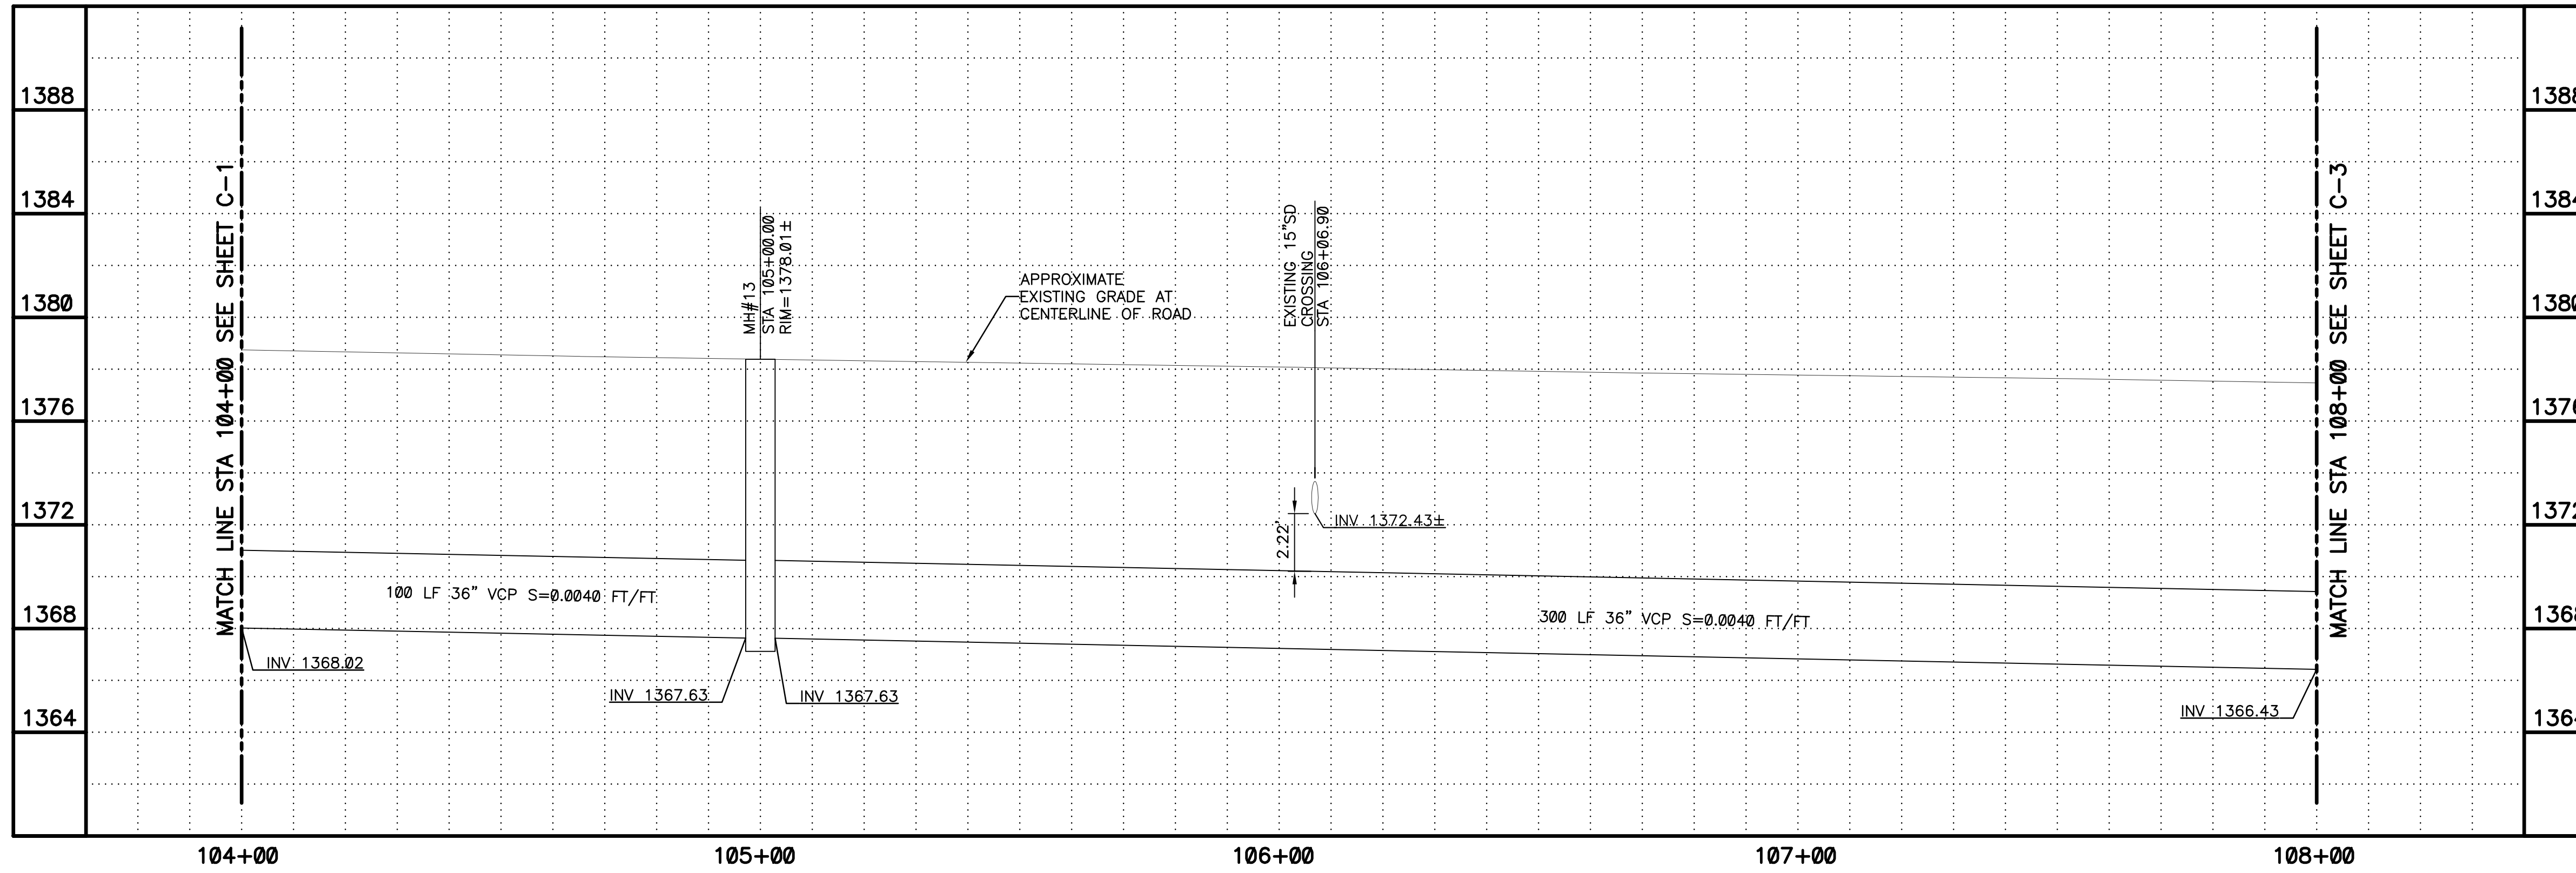 1388
1384
1380
1376
1372
1368
1364
MATCH LINE STA 104+00 SEE SHEET C-1
MH#13
STA 105+00.00
RIM=1378.01±
APPROXIMATE
EXISTING GRADE AT
CENTERLINE OF ROAD
EXISTING 15"SD
CROSSING
STA 106+06.90
INV 1372.43±
2.22'
100 LF 36" VCP S=0.0040 FT/FT
300 LF 36" VCP S=0.0040 FT/FT
INV 1368.02
INV 1367.63
INV 1367.63
INV 1366.43
MATCH LINE STA 108+00 SEE SHEET C-3
104+00
105+00
106+00
107+00
108+00